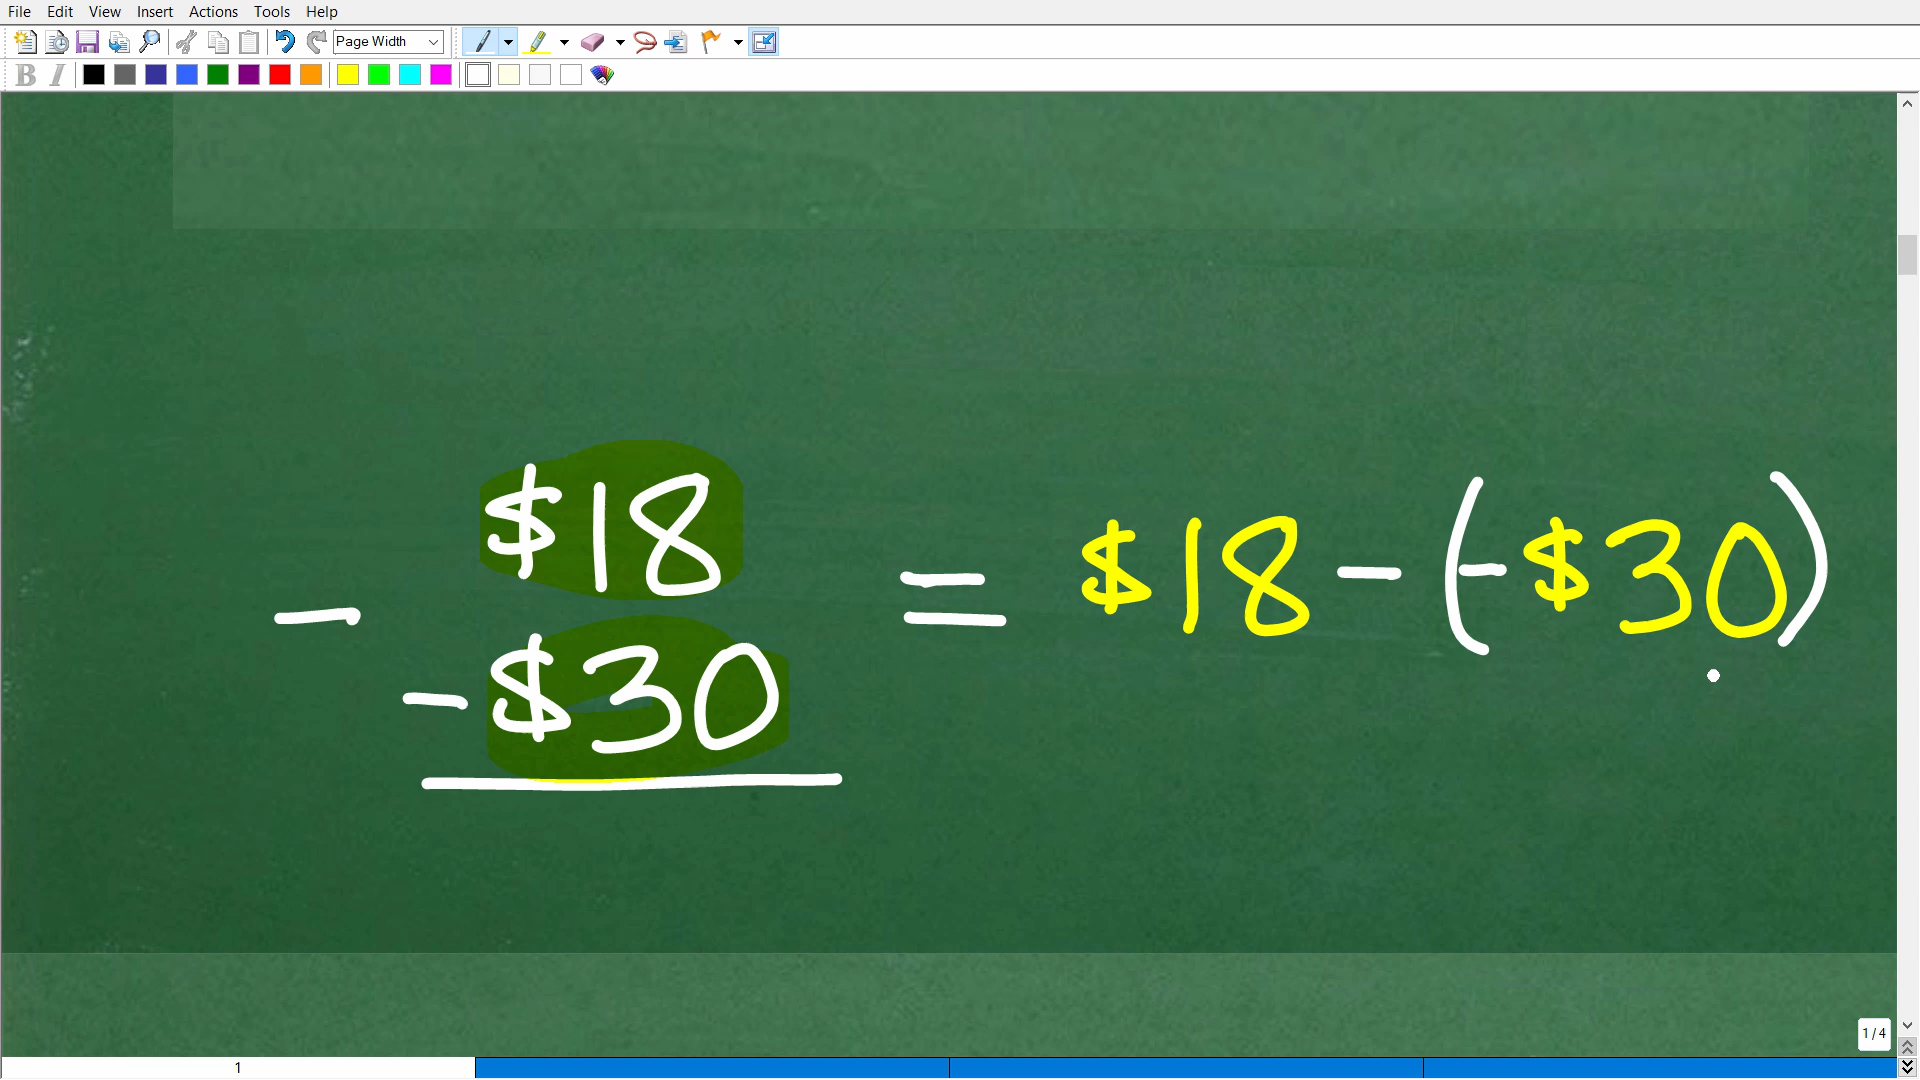 File Edit View Insert Actions Tools Help
Page Width
B I
$18
- -$30
= $18 - (-$30)
1 / 4
1